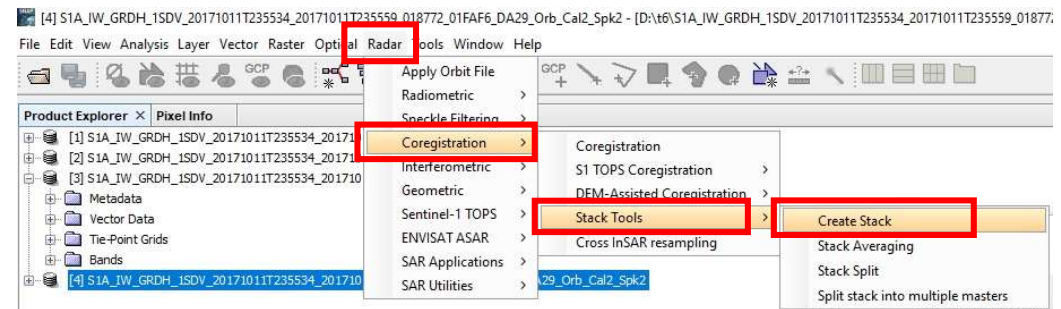 [4] S1A_IW_GRDH_1SDV_20171011T235534_20171011T235559_018772_01FAF6_DA29_Orb_Cal2_Spk2 - [D:\t6\S1A_IW_GRDH_1SDV_20171011T235534_20171011T235559_01877
File Edit View Analysis Layer Vector Raster Optical Radar Tools Window Help
GCP GCP
Apply Orbit File
Radiometric >
Product Explorer × Pixel Info
Speckle Filtering >
[1] S1A_IW_GRDH_1SDV_20171011T235534_201710
Coregistration > Coregistration
[2] S1A_IW_GRDH_1SDV_20171011T235534_201710
Interferometric > S1 TOPS Coregistration >
[3] S1A_IW_GRDH_1SDV_20171011T235534_201710
Geometric > DEM-Assisted Coregistration >
Metadata
Sentinel-1 TOPS > Stack Tools > Create Stack
Vector Data
ENVISAT ASAR > Cross InSAR resampling Stack Averaging
Tie-Point Grids
SAR Applications > Stack Split
Bands
[4] S1A_IW_GRDH_1SDV_20171011T235534_201710 SAR Utilities > A29_Orb_Cal2_Spk2 Split stack into multiple masters